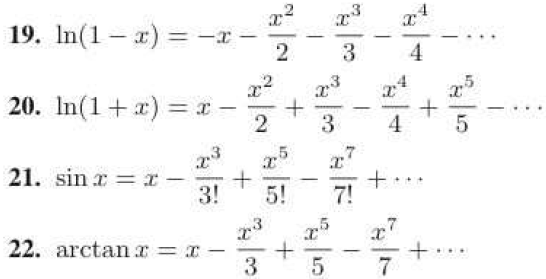 19. ln(1 − x) = −x − x²/2 − x³/3 − x⁴/4 − ⋯
20. ln(1 + x) = x − x²/2 + x³/3 − x⁴/4 + x⁵/5 − ⋯
21. sin x = x − x³/3! + x⁵/5! − x⁷/7! + ⋯
22. arctan x = x − x³/3 + x⁵/5 − x⁷/7 + ⋯